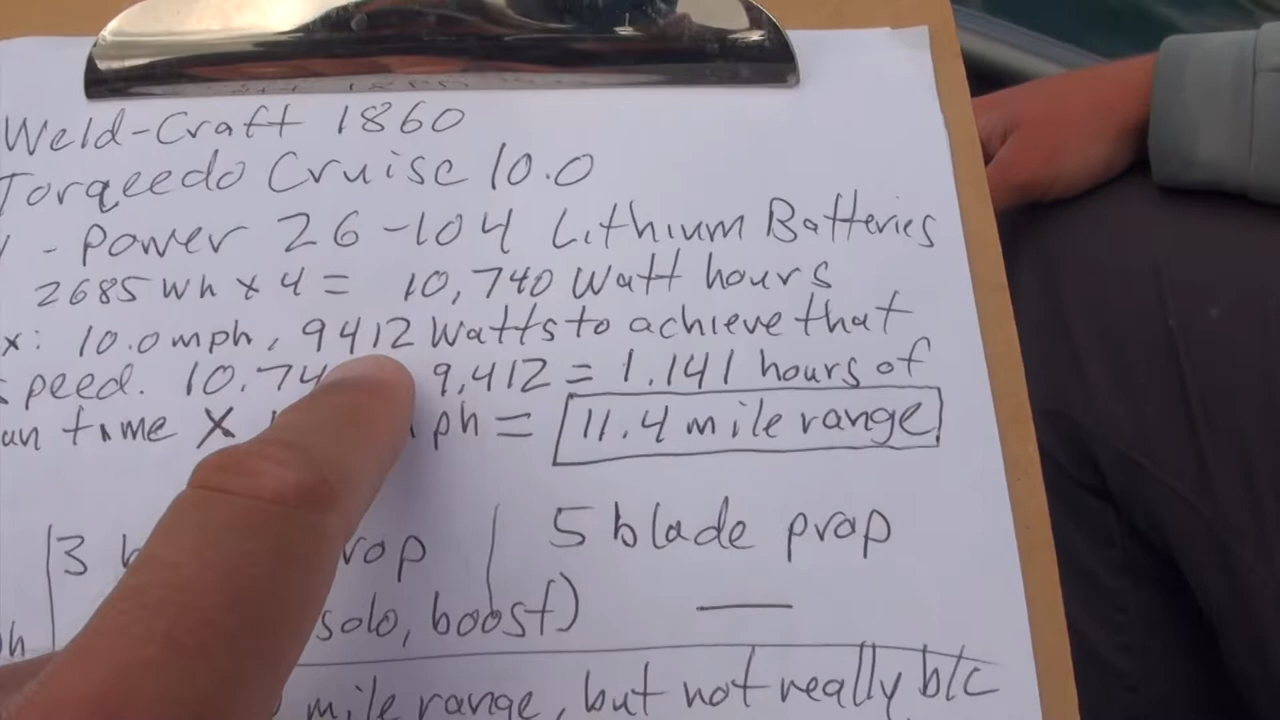 Weld-Craft 1860
Torqeedo Cruise 10.0
- Power 26-104 Lithium Batteries
2685 Wh x 4 = 10,740 Watt hours
x: 10.0 mph, 9412 Watts to achieve that
speed. 10,74 9,412 = 1.141 hours of
time X ph = 11.4 mile range
3 rop 5 blade prop
solo, boost) —
mile range, but not really b/c